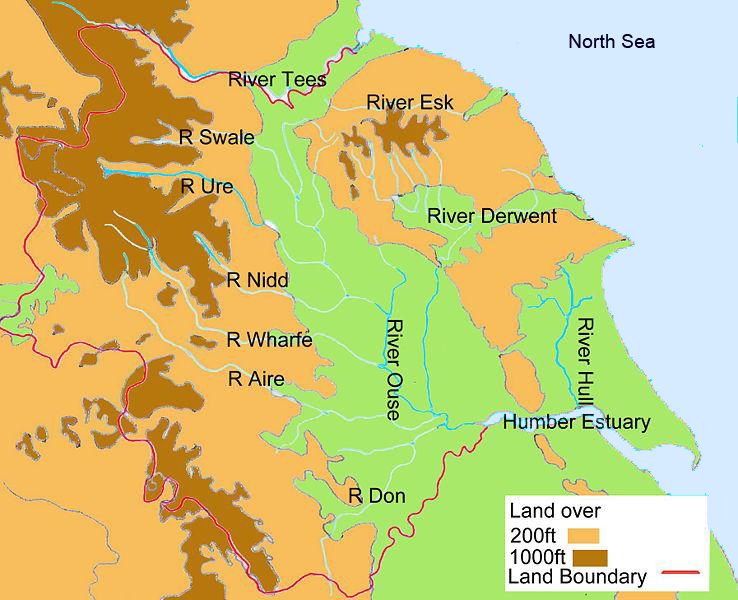 North Sea
River Tees
River Esk
R Swale
R Ure
River Derwent
R Nidd
R Wharfe
River Ouse
River Hull
R Aire
Humber Estuary
R Don
Land over
200ft
1000ft
Land Boundary